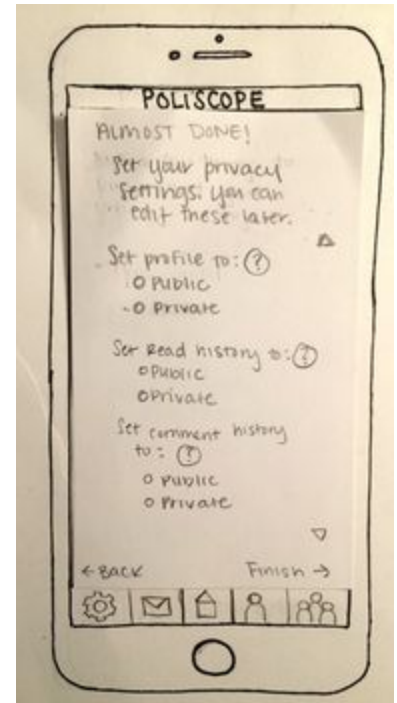 POLISCOPE
ALMOST DONE!
Set your privacy
settings. you can
edit these later.
Set profile to: ?
Public
Private
Set Read history to: ?
Public
Private
Set comment history
to: ?
Public
Private
← BACK Finish →